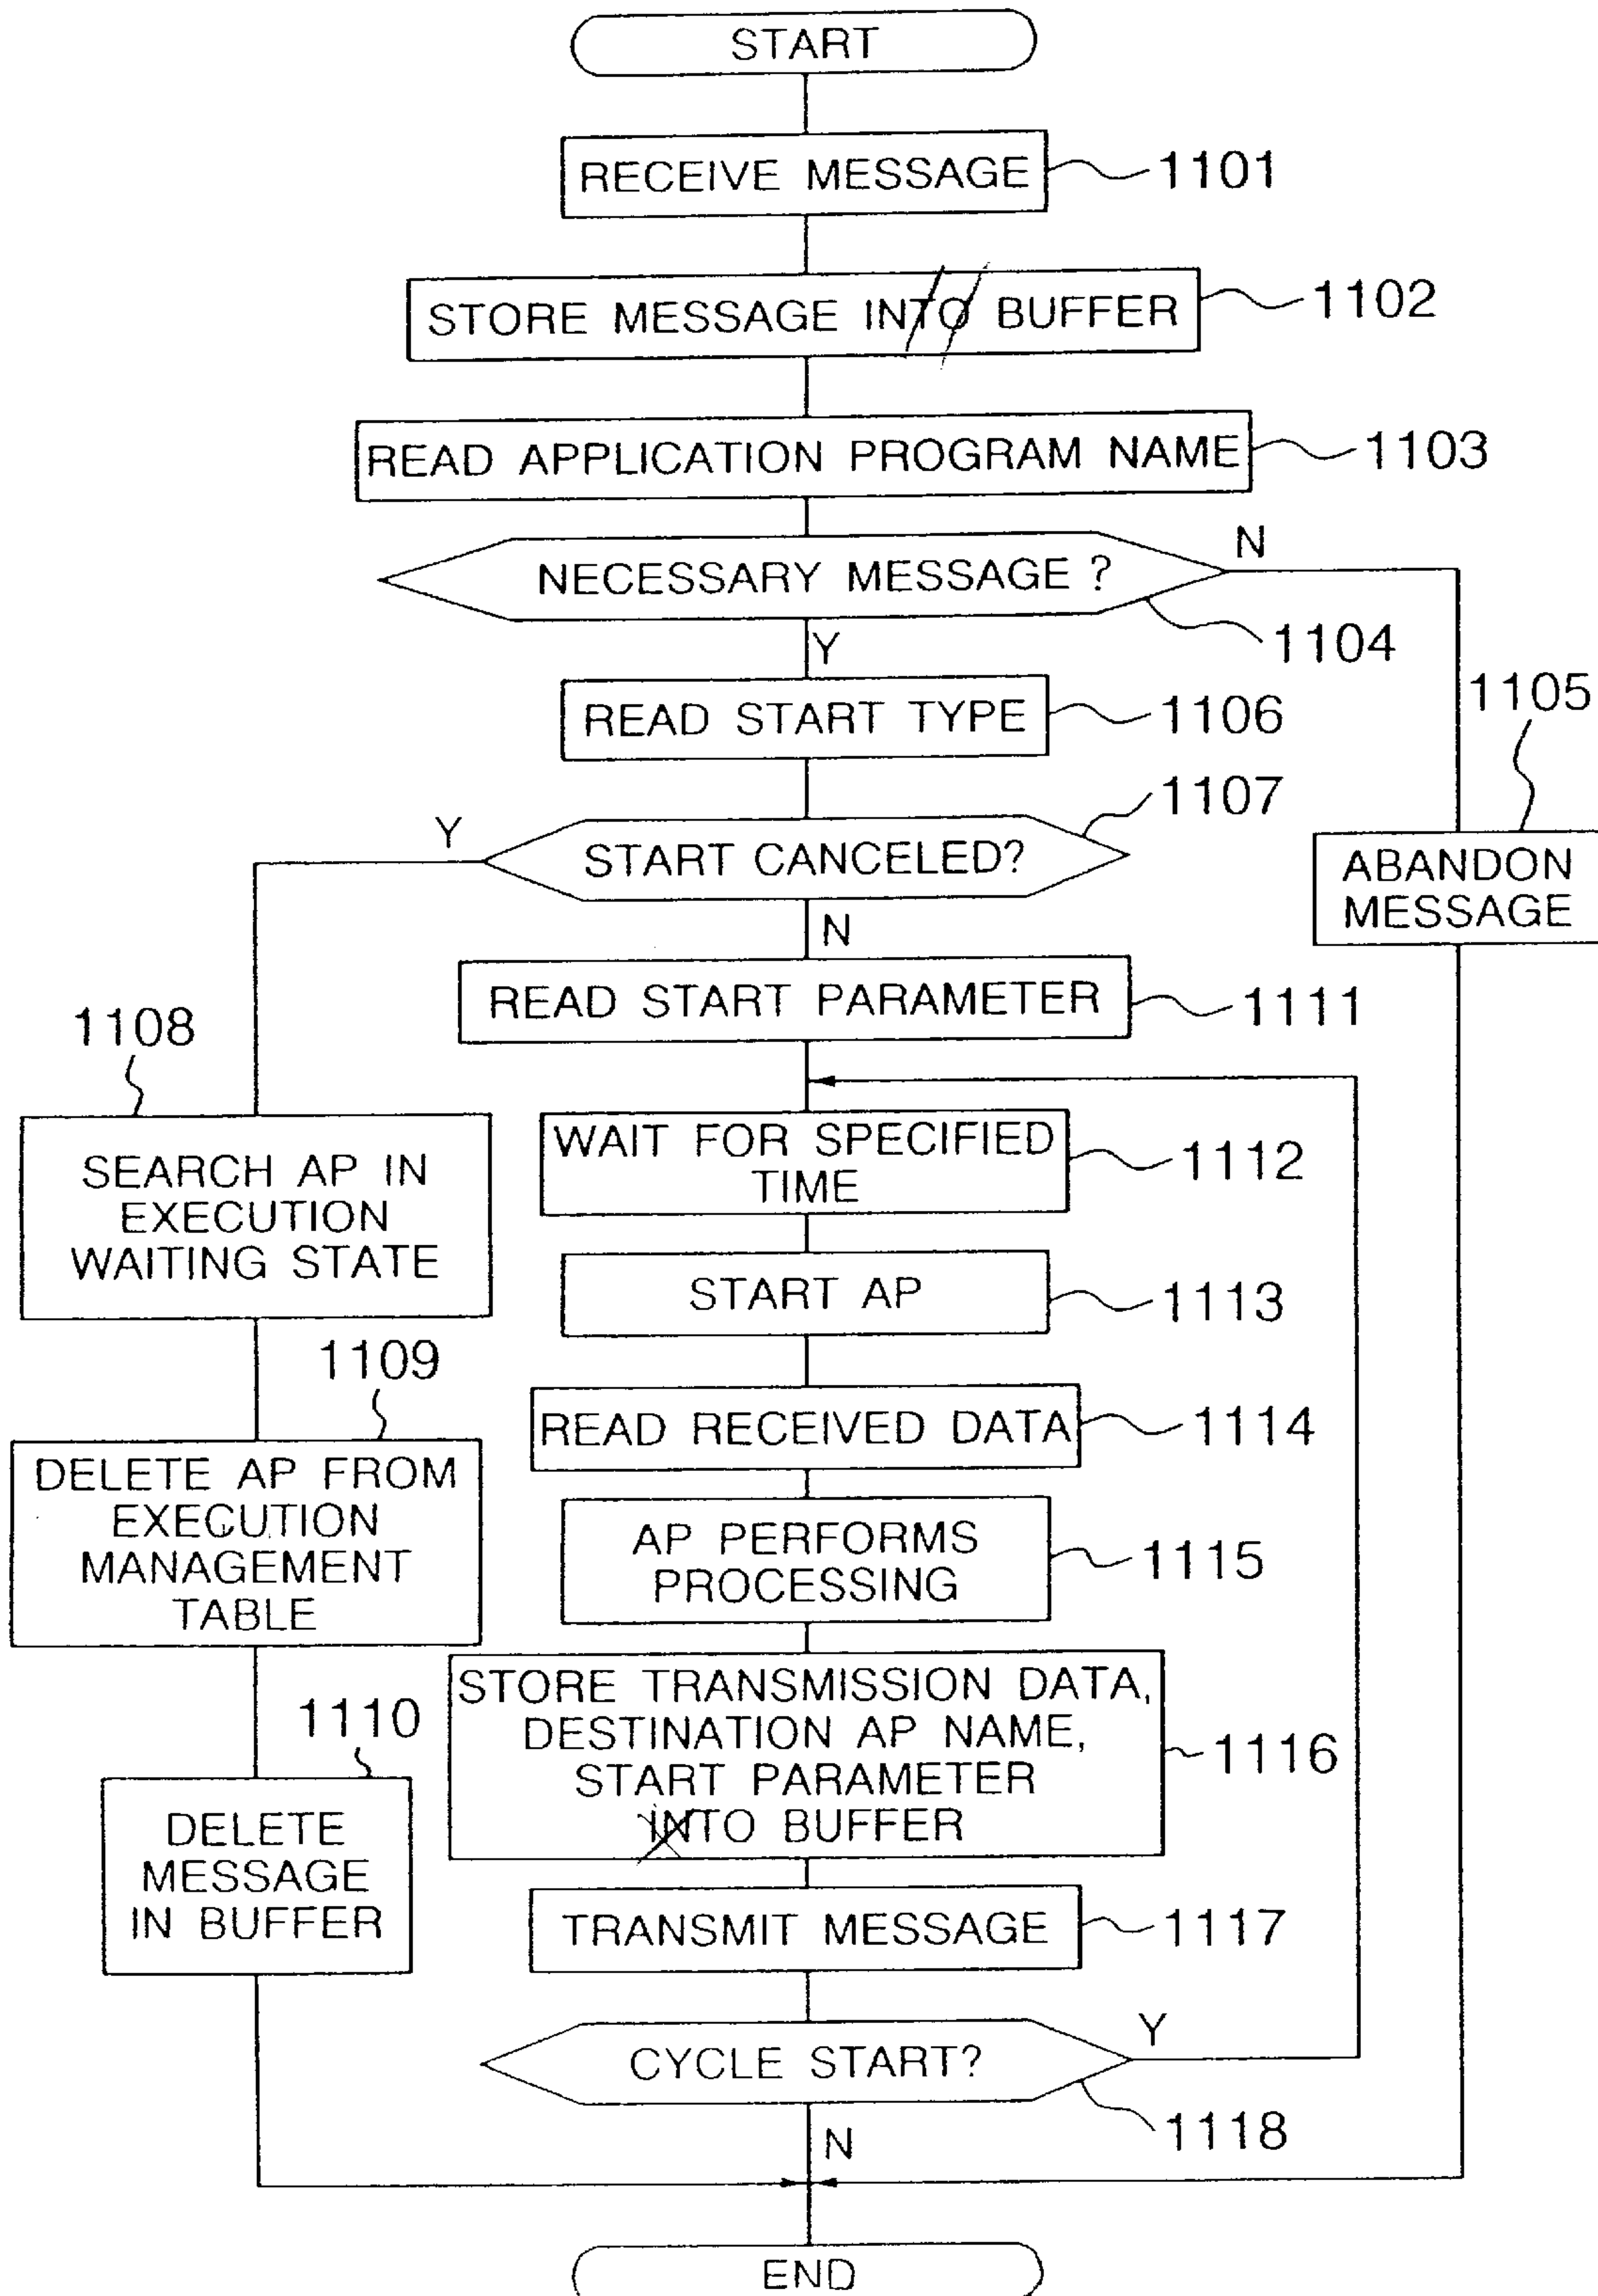 START
RECEIVE MESSAGE
1101
STORE MESSAGE INTO BUFFER
1102
READ APPLICATION PROGRAM NAME
1103
NECESSARY MESSAGE ?
N
1104
Y
READ START TYPE
1106
1105
ABANDON
MESSAGE
1107
Y
START CANCELED?
N
READ START PARAMETER
1111
1108
SEARCH AP IN
EXECUTION
WAITING STATE
WAIT FOR SPECIFIED
TIME
1112
START AP
1113
1109
DELETE AP FROM
EXECUTION
MANAGEMENT
TABLE
READ RECEIVED DATA
1114
AP PERFORMS
PROCESSING
1115
STORE TRANSMISSION DATA,
DESTINATION AP NAME,
START PARAMETER
INTO BUFFER
1116
1110
DELETE
MESSAGE
IN BUFFER
TRANSMIT MESSAGE
1117
CYCLE START?
Y
1118
N
END